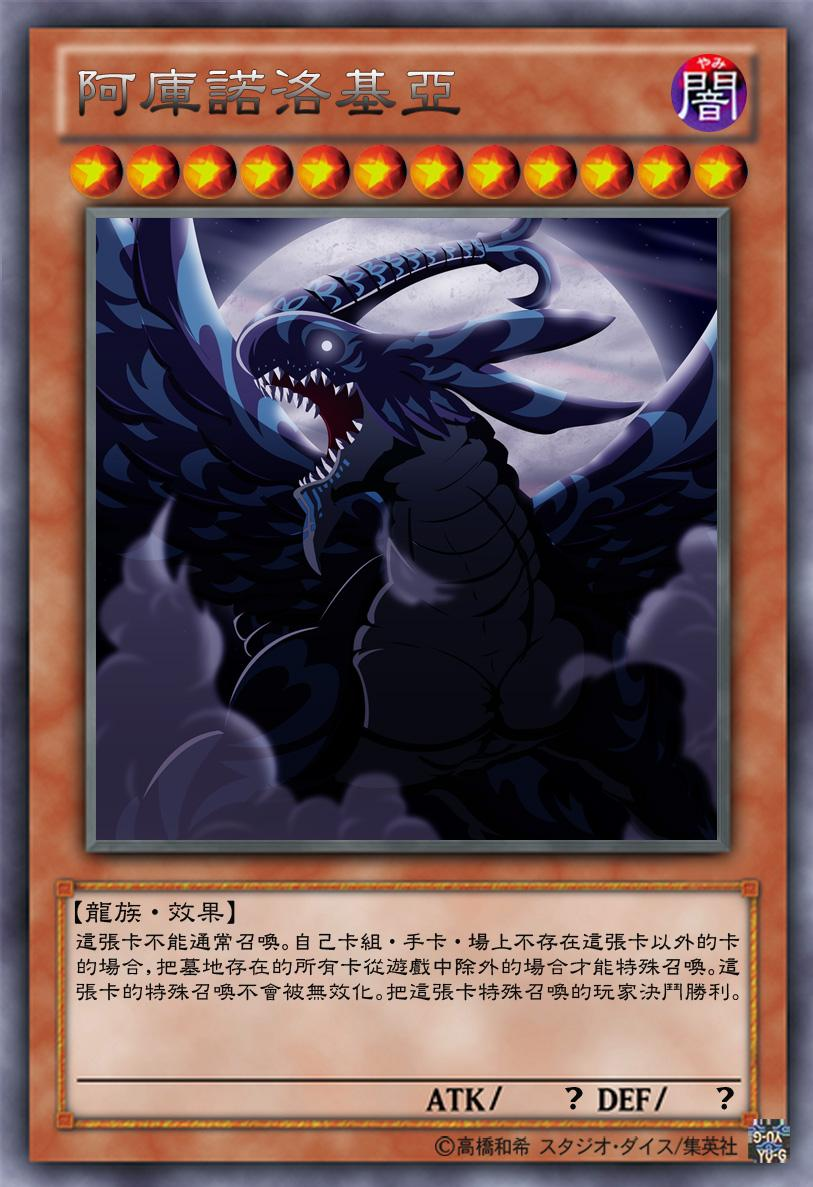 阿庫諾洛基亞
やみ
闇
【龍族・效果】
這張卡不能通常召喚。自己卡組・手卡・場上不存在這張卡以外的卡
的場合,把墓地存在的所有卡從遊戲中除外的場合才能特殊召喚。這
張卡的特殊召喚不會被無效化。把這張卡特殊召喚的玩家決鬥勝利。
ATK/ ? DEF/ ?
©高橋和希 スタジオ・ダイス/集英社
YU-G
YU-G